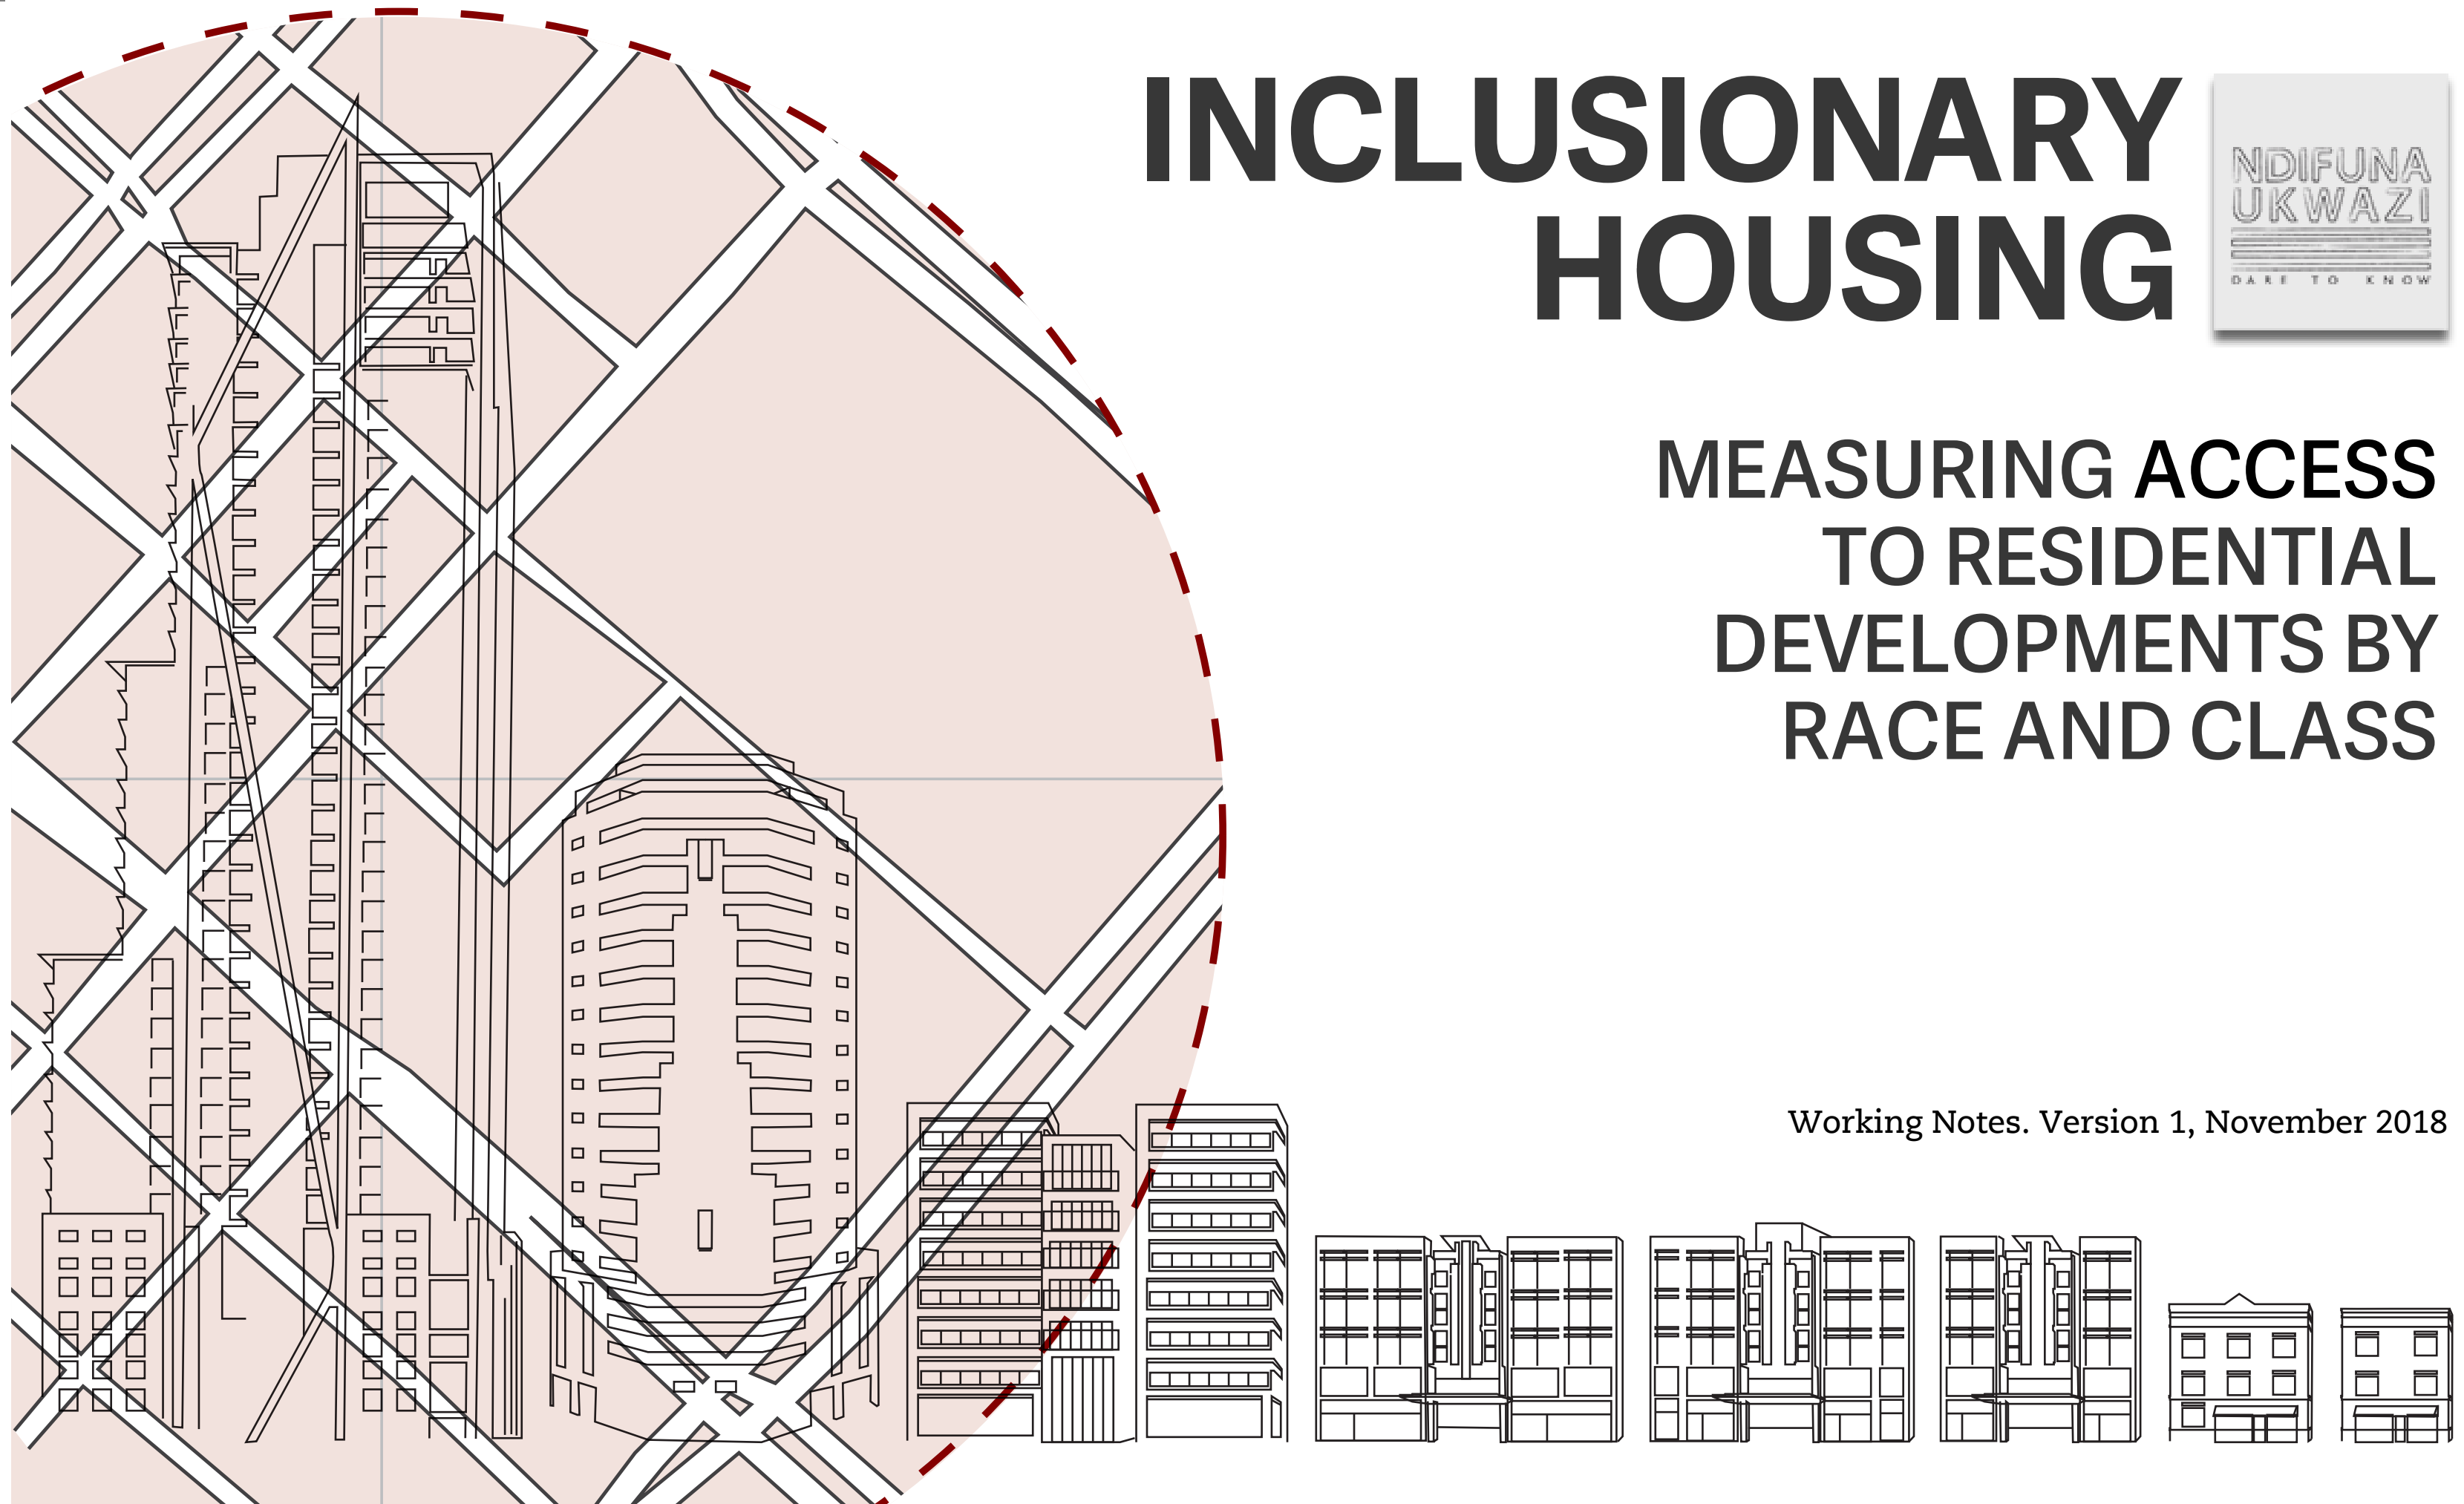 INCLUSIONARY
HOUSING
NDIFUNA
UKWAZI
DARE TO KNOW
MEASURING ACCESS
TO RESIDENTIAL
DEVELOPMENTS BY
RACE AND CLASS
Working Notes. Version 1, November 2018